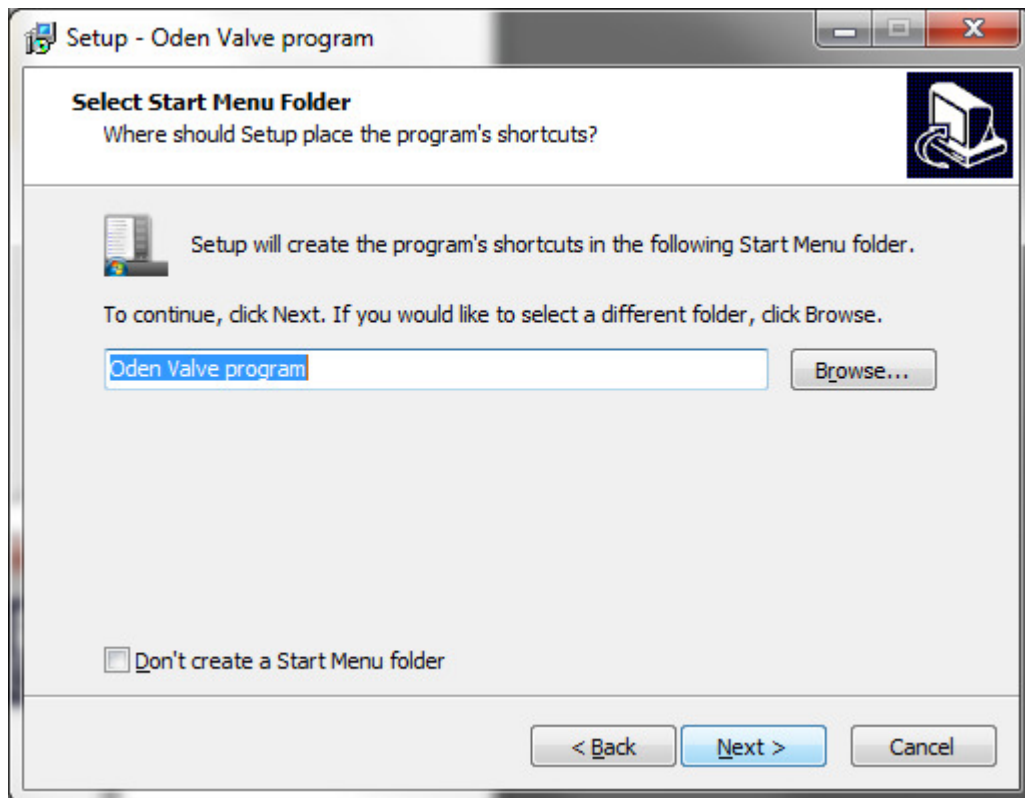 Setup - Oden Valve program
Select Start Menu Folder
Where should Setup place the program's shortcuts?
Setup will create the program's shortcuts in the following Start Menu folder.
To continue, click Next. If you would like to select a different folder, click Browse.
Oden Valve program
Browse...
Don't create a Start Menu folder
< Back
Next >
Cancel